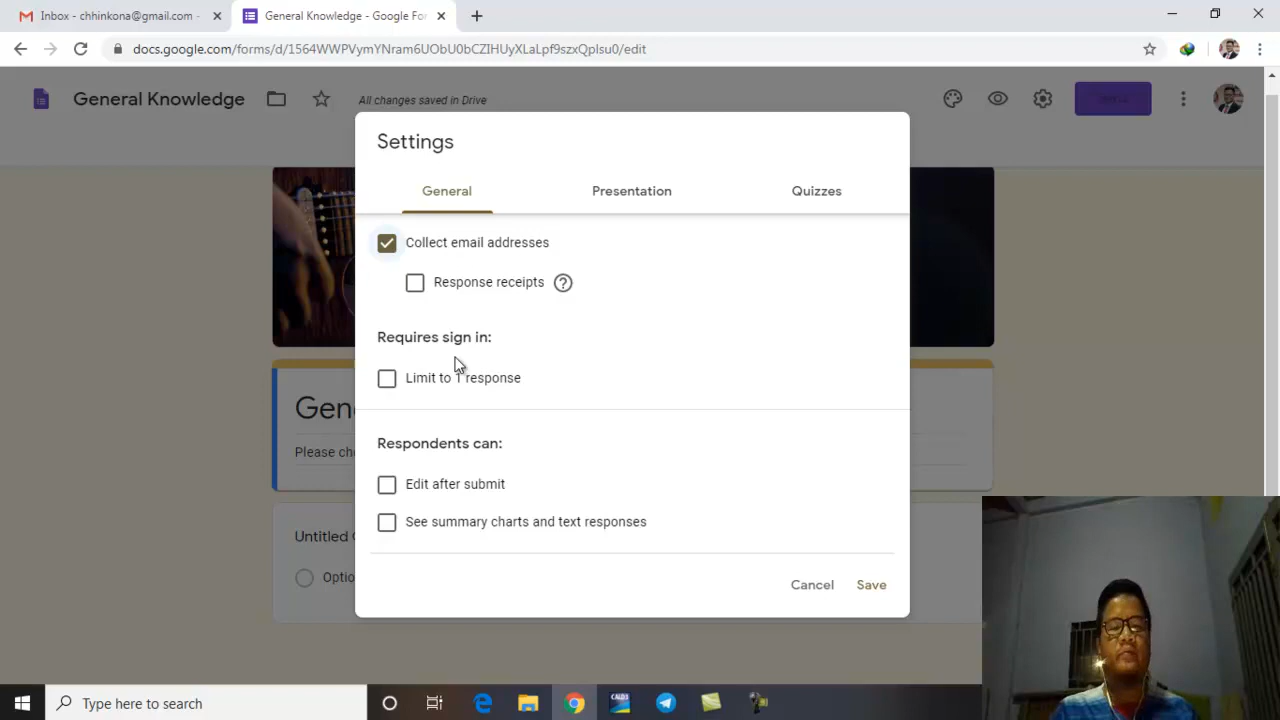 Inbox - chhinkona@gmail.com -
General Knowledge - Google For
docs.google.com/forms/d/1564WWPVymYNram6UObU0bCZIHUyXLaLpf9szxQplsu0/edit
General Knowledge
All changes saved in Drive
Settings
General
Presentation
Quizzes
Collect email addresses
Response receipts
Requires sign in:
Limit to 1 response
Respondents can:
Edit after submit
See summary charts and text responses
Cancel
Save
Gen
Please cho
Untitled
Optio
Type here to search